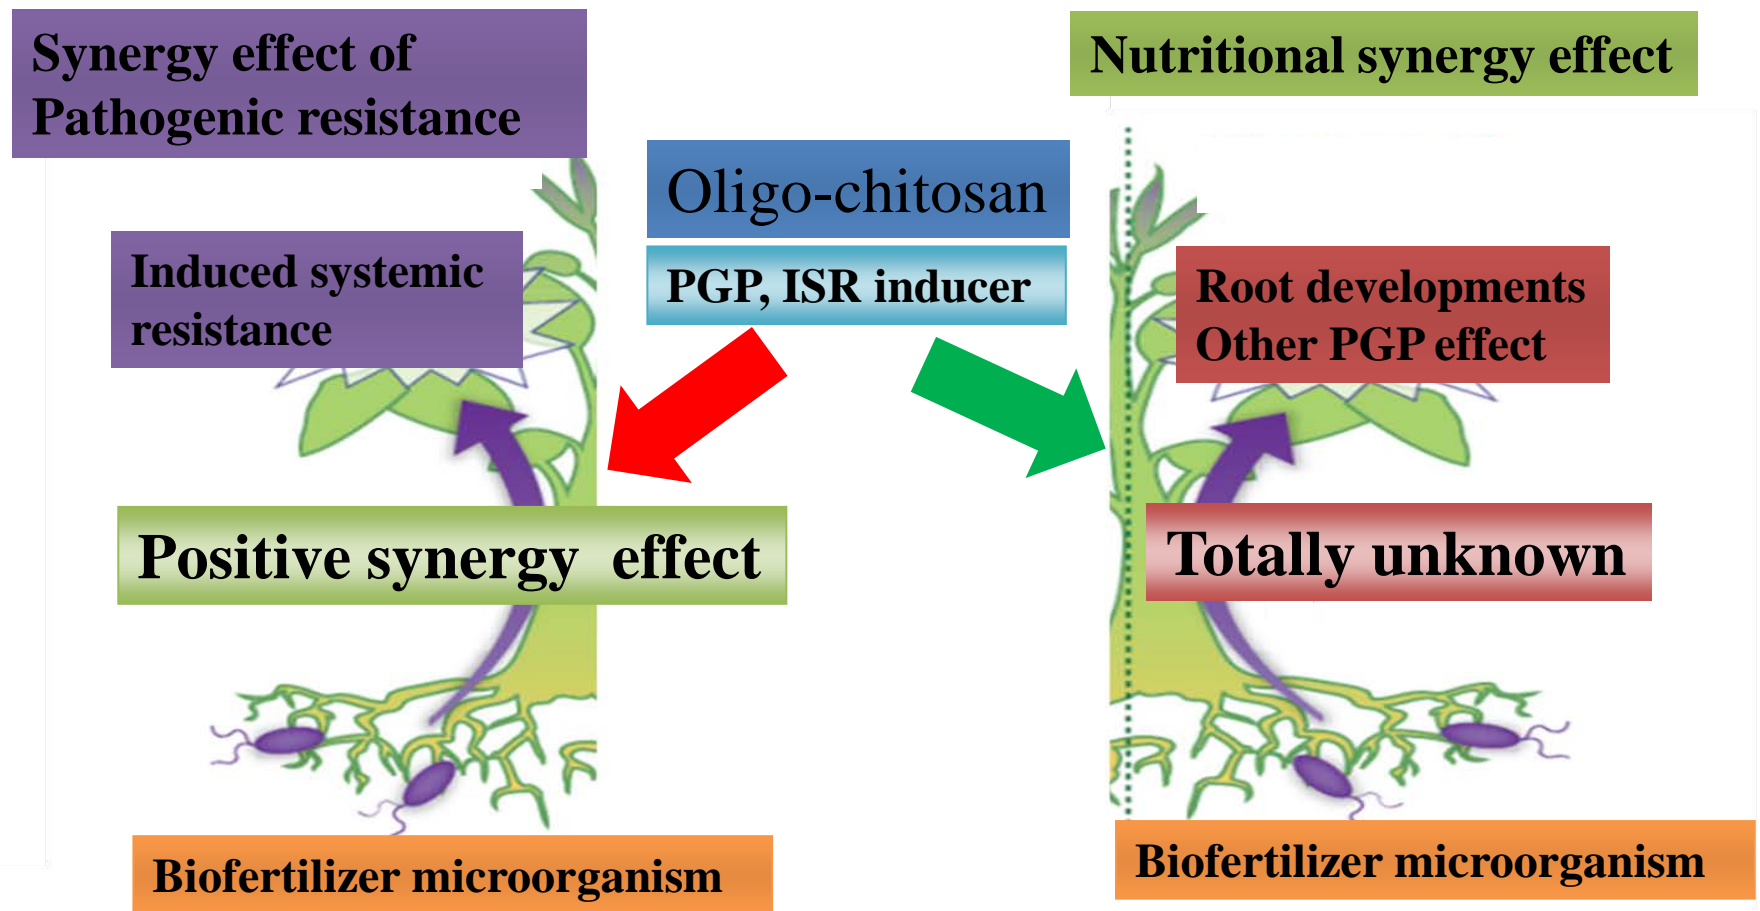 Synergy effect of
Pathogenic resistance
Nutritional synergy effect
Oligo-chitosan
PGP, ISR inducer
Induced systemic
resistance
Root developments
Other PGP effect
Positive synergy effect
Totally unknown
Biofertilizer microorganism
Biofertilizer microorganism